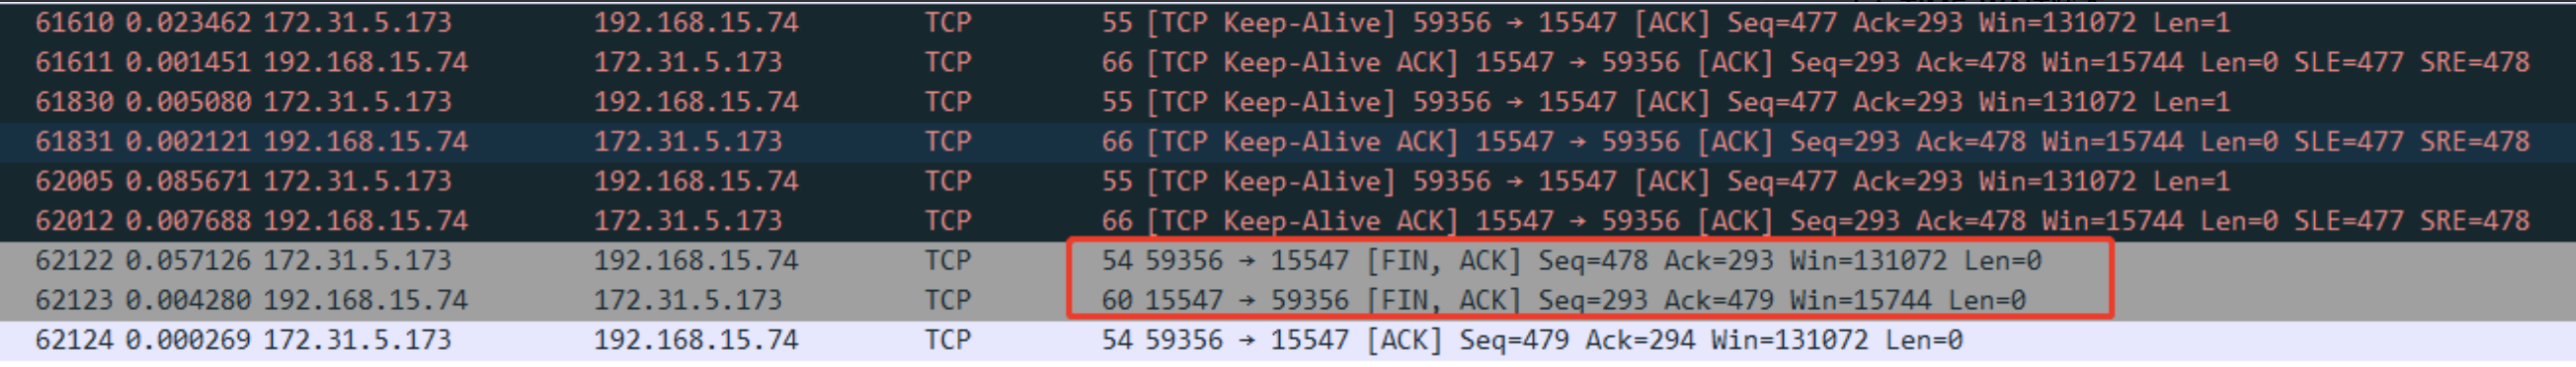 61610 0.023462 172.31.5.173 192.168.15.74 TCP 55 [TCP Keep-Alive] 59356 → 15547 [ACK] Seq=477 Ack=293 Win=131072 Len=1
61611 0.001451 192.168.15.74 172.31.5.173 TCP 66 [TCP Keep-Alive ACK] 15547 → 59356 [ACK] Seq=293 Ack=478 Win=15744 Len=0 SLE=477 SRE=478
61830 0.005080 172.31.5.173 192.168.15.74 TCP 55 [TCP Keep-Alive] 59356 → 15547 [ACK] Seq=477 Ack=293 Win=131072 Len=1
61831 0.002121 192.168.15.74 172.31.5.173 TCP 66 [TCP Keep-Alive ACK] 15547 → 59356 [ACK] Seq=293 Ack=478 Win=15744 Len=0 SLE=477 SRE=478
62005 0.085671 172.31.5.173 192.168.15.74 TCP 55 [TCP Keep-Alive] 59356 → 15547 [ACK] Seq=477 Ack=293 Win=131072 Len=1
62012 0.007688 192.168.15.74 172.31.5.173 TCP 66 [TCP Keep-Alive ACK] 15547 → 59356 [ACK] Seq=293 Ack=478 Win=15744 Len=0 SLE=477 SRE=478
62122 0.057126 172.31.5.173 192.168.15.74 TCP 54 59356 → 15547 [FIN, ACK] Seq=478 Ack=293 Win=131072 Len=0
62123 0.004280 192.168.15.74 172.31.5.173 TCP 60 15547 → 59356 [FIN, ACK] Seq=293 Ack=479 Win=15744 Len=0
62124 0.000269 172.31.5.173 192.168.15.74 TCP 54 59356 → 15547 [ACK] Seq=479 Ack=294 Win=131072 Len=0